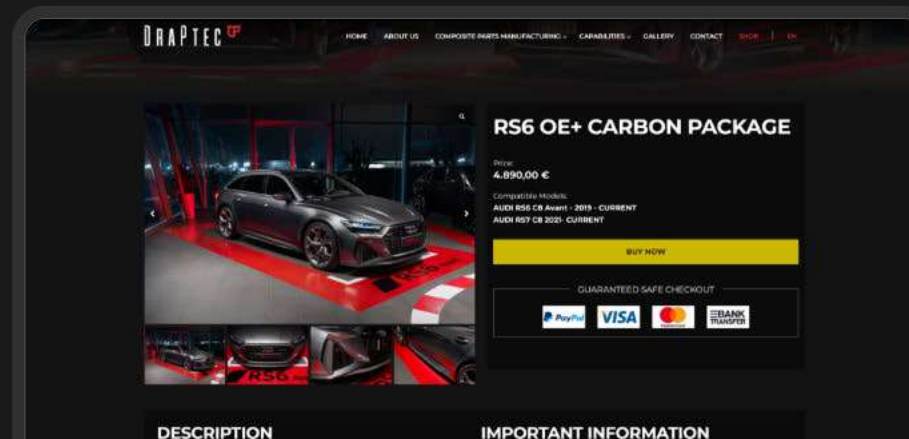 DRAPTEC
HOME ABOUT US COMPOSITE PARTS MANUFACTURING CAPABILITIES GALLERY CONTACT SHOP EN
RS6 OE+ CARBON PACKAGE
Price:
4.890,00 €
Compatible Models:
AUDI RS6 C8 Avant - 2019 - CURRENT
AUDI RS7 C8 2021- CURRENT
BUY NOW
GUARANTEED SAFE CHECKOUT
PayPal VISA BANK TRANSFER
RS6
DESCRIPTION IMPORTANT INFORMATION